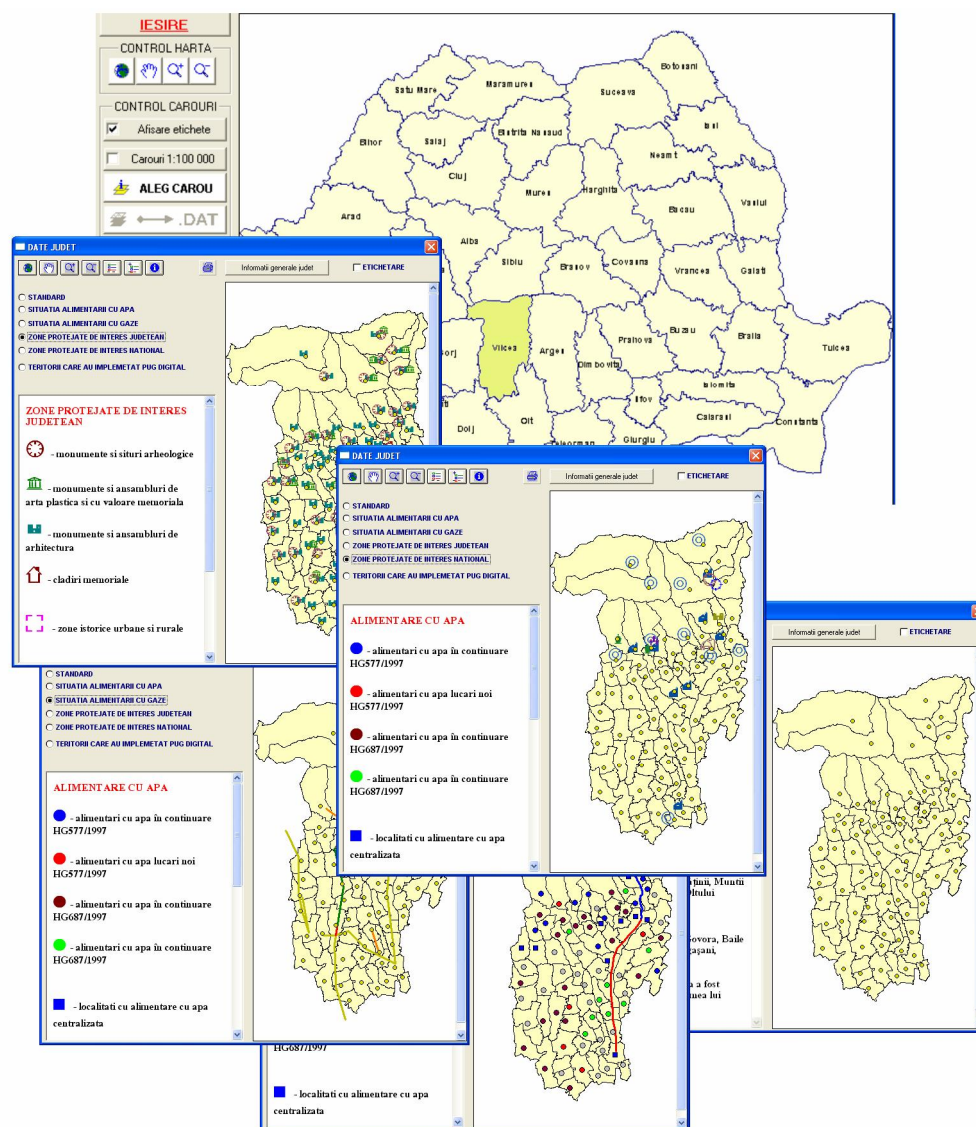 IESIRE
CONTROL HARTA
CONTROL CAROURI
Afisare etichete
Carouri 1:100 000
ALEG CAROU
.DAT
Botosani
Satu Mare
Maramures
Suceava
Iasi
Bihor
Salaj
Bistrita Nasaud
Neamt
Cluj
Mures
Harghita
Vaslui
Arad
Bacau
Alba
Sibiu
Brasov
Covasna
Vrancea
Galati
Vilcea
Arges
Prahova
Buzau
Braila
Tulcea
Dimbovita
Ilfov
Ialomita
Dolj
Olt
Giurgiu
Calarasi
Constanta
DATE JUDET
Informatii generale judet
ETICHETARE
STANDARD
SITUATIA ALIMENTARII CU APA
SITUATIA ALIMENTARII CU GAZE
ZONE PROTEJATE DE INTERES JUDETEAN
ZONE PROTEJATE DE INTERES NATIONAL
TERITORII CARE AU IMPLEMETAT PUG DIGITAL
ZONE PROTEJATE DE INTERES
JUDETEAN
- monumente si situri arheologice
- monumente si ansambluri de
arta plastica si cu valoare memoriala
- monumente si ansambluri de
arhitectura
- cladiri memoriale
- zone istorice urbane si rurale
DATE JUDET
Informatii generale judet
ETICHETARE
STANDARD
SITUATIA ALIMENTARII CU APA
SITUATIA ALIMENTARII CU GAZE
ZONE PROTEJATE DE INTERES JUDETEAN
ZONE PROTEJATE DE INTERES NATIONAL
TERITORII CARE AU IMPLEMETAT PUG DIGITAL
ALIMENTARE CU APA
- alimentari cu apa în continuare
HG577/1997
- alimentari cu apa lucari noi
HG577/1997
- alimentari cu apa în continuare
HG687/1997
- alimentari cu apa în continuare
HG687/1997
- localitati cu alimentare cu apa
centralizata
Informatii generale judet
ETICHETARE
STANDARD
SITUATIA ALIMENTARII CU APA
SITUATIA ALIMENTARII CU GAZE
ZONE PROTEJATE DE INTERES JUDETEAN
ZONE PROTEJATE DE INTERES NATIONAL
TERITORII CARE AU IMPLEMETAT PUG DIGITAL
ALIMENTARE CU APA
- alimentari cu apa în continuare
HG577/1997
- alimentari cu apa lucari noi
HG577/1997
- alimentari cu apa în continuare
HG687/1997
- alimentari cu apa în continuare
HG687/1997
- localitati cu alimentare cu apa
centralizata
Muntii
Oltului
Govora, Baile
a a fost
HG687/1997
- localitati cu alimentare cu apa
centralizata